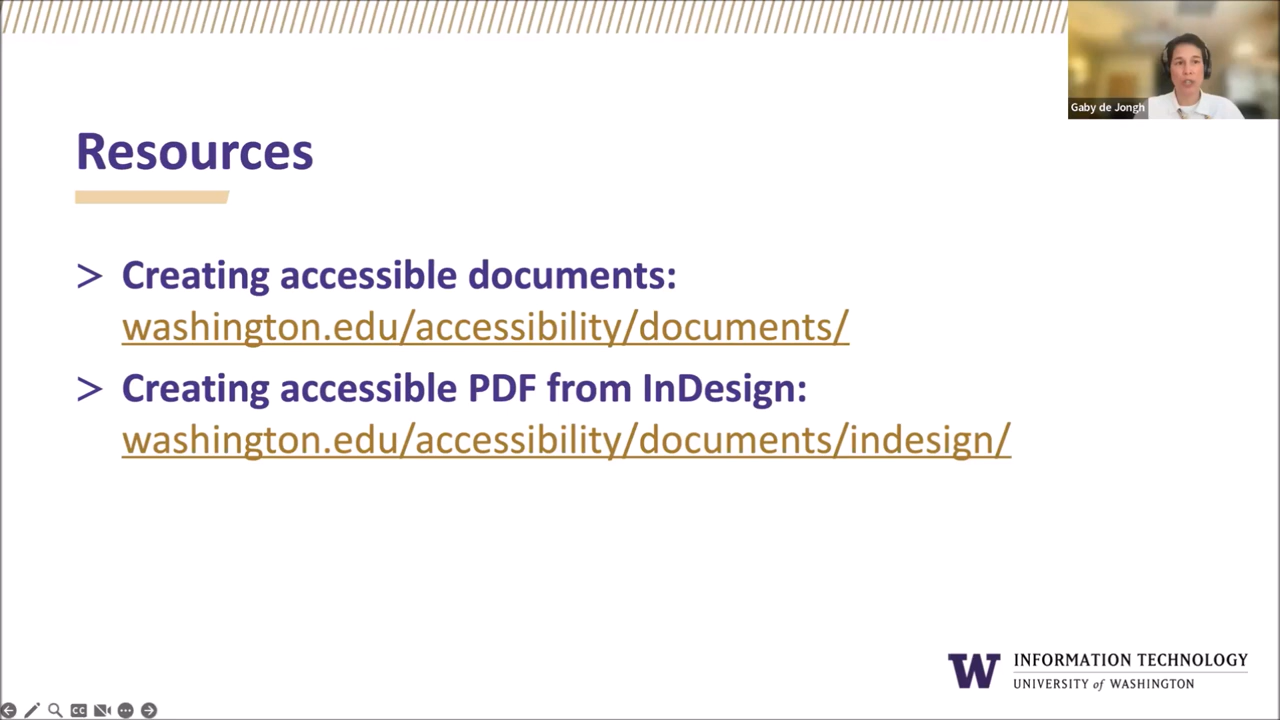 Gaby de Jongh
Resources
> Creating accessible documents:
washington.edu/accessibility/documents/
> Creating accessible PDF from InDesign:
washington.edu/accessibility/documents/indesign/
W INFORMATION TECHNOLOGY
UNIVERSITY of WASHINGTON
CC